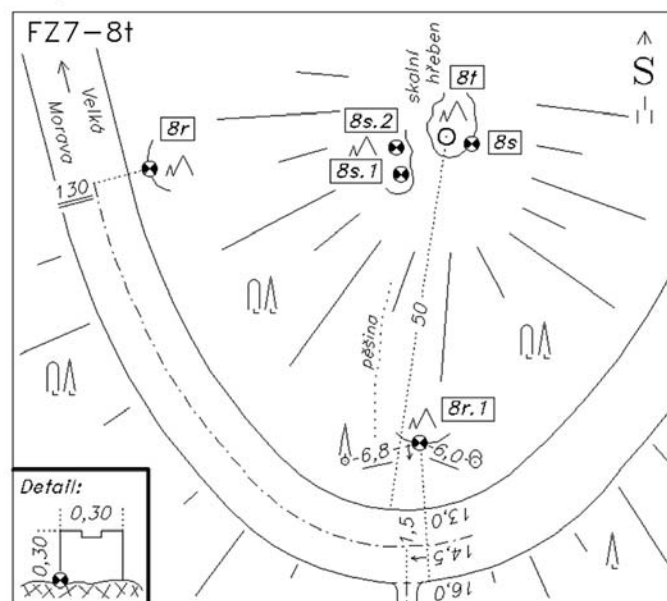 FZ7-8t
skalní
hřeben
8t
S
Velká
Morava
8r
8s.2
8s
8s.1
130
50
pěšina
8r.1
6,8
6,0
1,5
13,0
14,5
16,0
Detail:
0,30
0,30